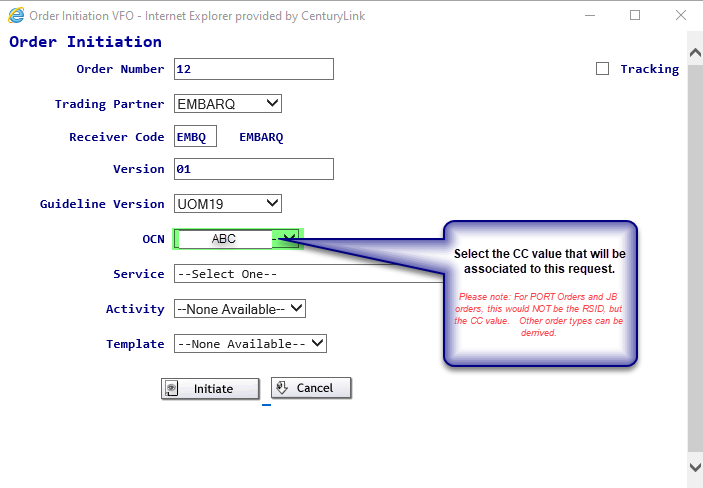 Order Initiation VFO - Internet Explorer provided by CenturyLink
Order Initiation
Order Number 12 Tracking
Trading Partner EMBARQ
Receiver Code EMBQ EMBARQ
Version 01
Guideline Version UOM19
OCN ABC
Select the CC value that will be
associated to this request.
Service --Select One--
Please note: For PORT Orders and JB
orders, this would NOT be the RSID, but
the CC value. Other order types can be
derrived.
Activity --None Available--
Template --None Available--
Initiate Cancel